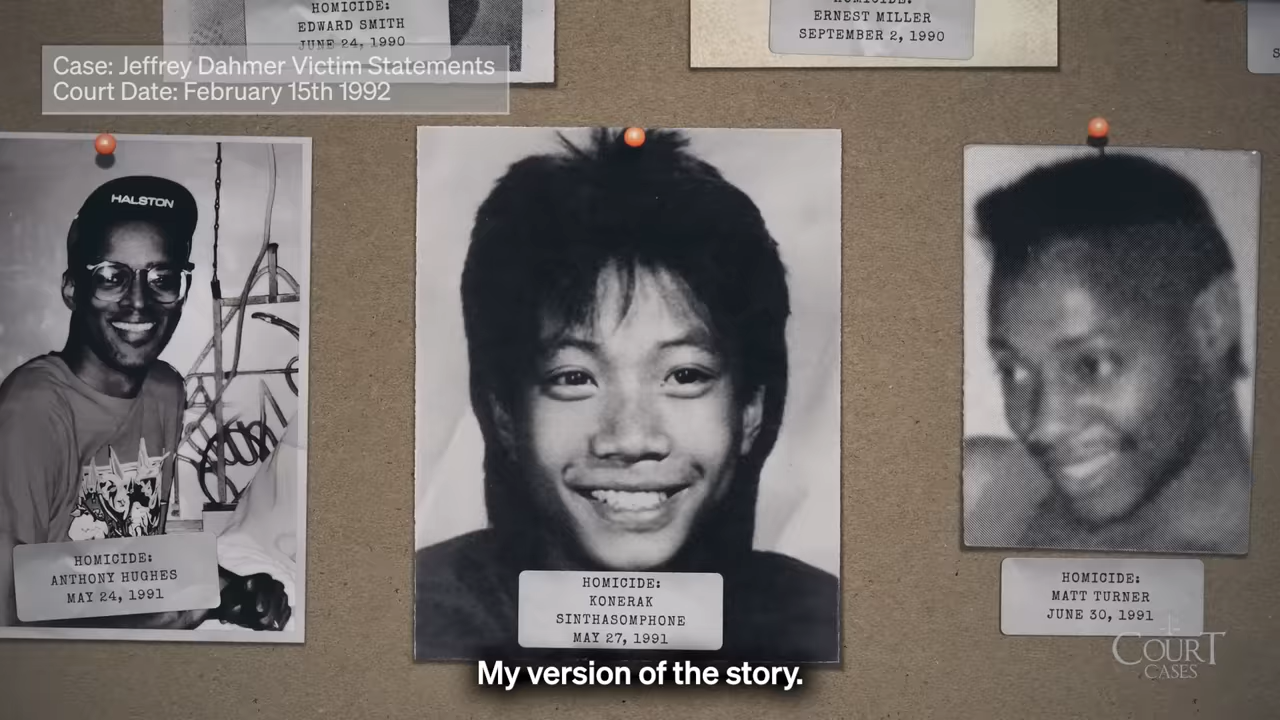 HOMICIDE:
EDWARD SMITH
JUNE 24, 1990
HOMICIDE:
ERNEST MILLER
SEPTEMBER 2, 1990
S
Case: Jeffrey Dahmer Victim Statements
Court Date: February 15th 1992
HALSTON
HOMICIDE:
ANTHONY HUGHES
MAY 24, 1991
HOMICIDE:
KONERAK
SINTHASOMPHONE
MAY 27, 1991
HOMICIDE:
MATT TURNER
JUNE 30, 1991
COURT
CASES
My version of the story.